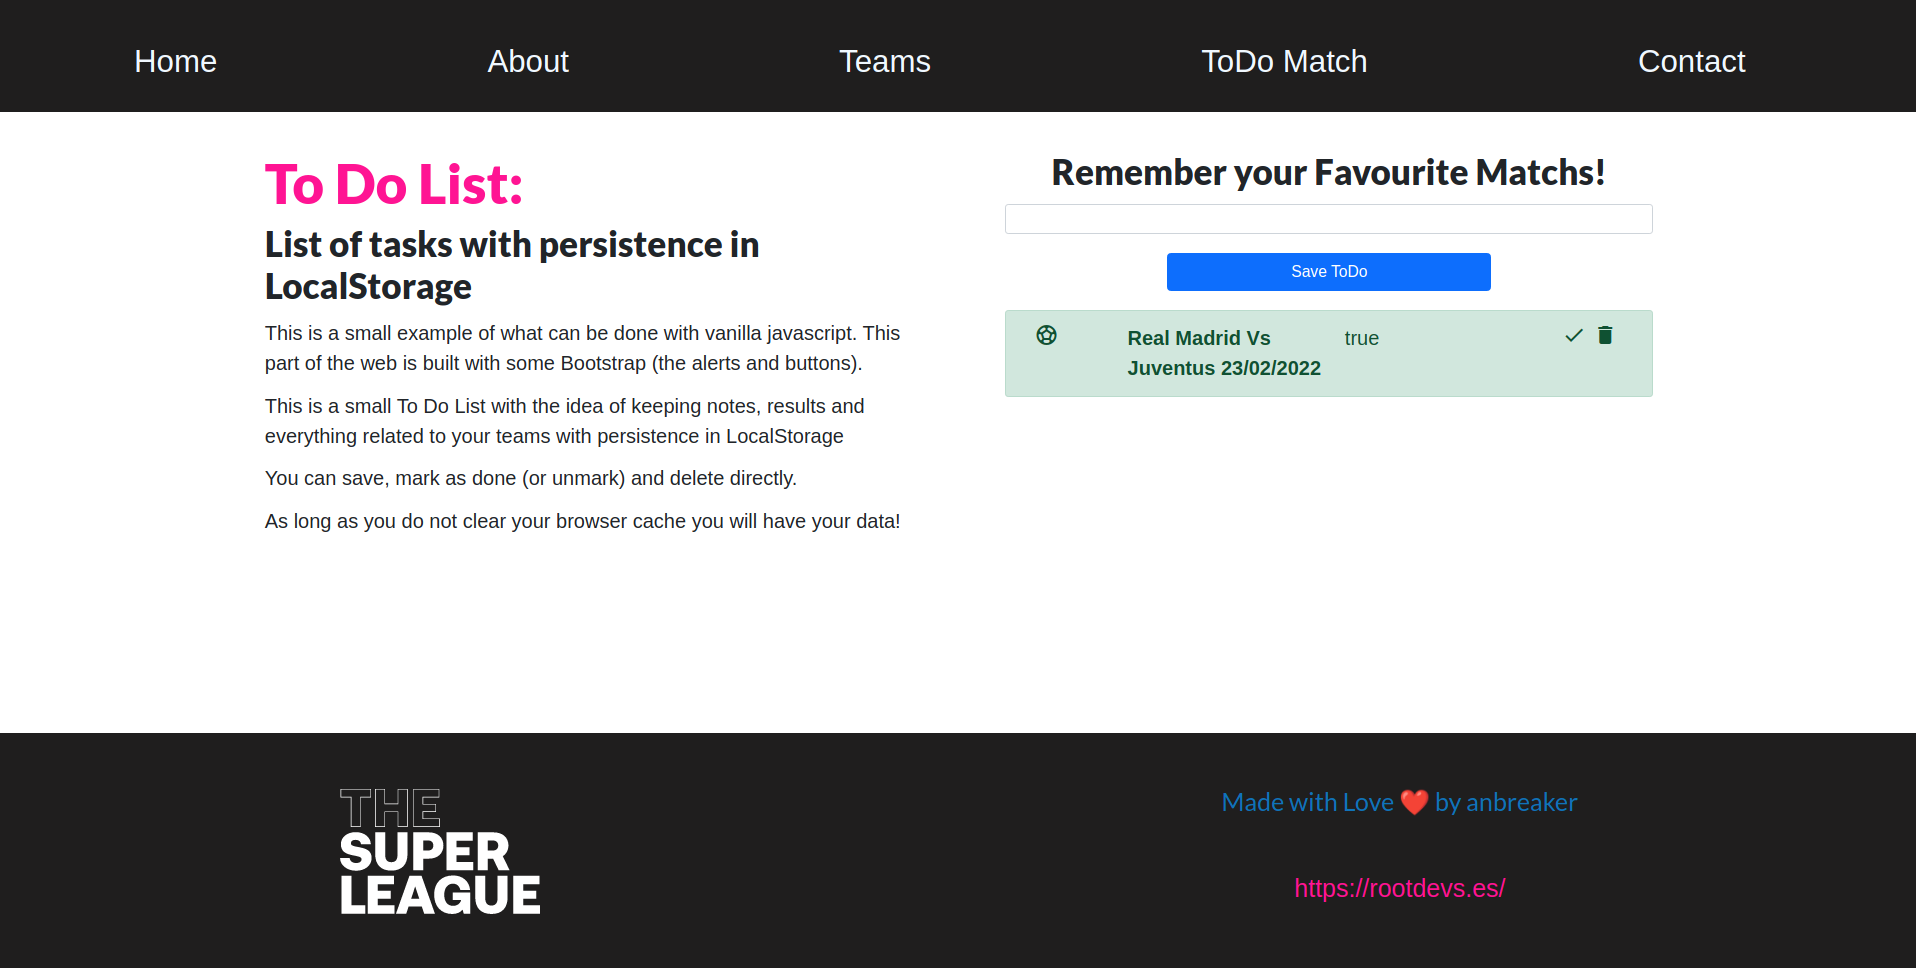 Home About Teams ToDo Match Contact
To Do List:
List of tasks with persistence in
LocalStorage
This is a small example of what can be done with vanilla javascript. This
part of the web is built with some Bootstrap (the alerts and buttons).
This is a small To Do List with the idea of keeping notes, results and
everything related to your teams with persistence in LocalStorage
You can save, mark as done (or unmark) and delete directly.
As long as you do not clear your browser cache you will have your data!
Remember your Favourite Matchs!
Save ToDo
Real Madrid Vs true
Juventus 23/02/2022
THE
SUPER
LEAGUE
Made with Love ❤️ by anbreaker
https://rootdevs.es/